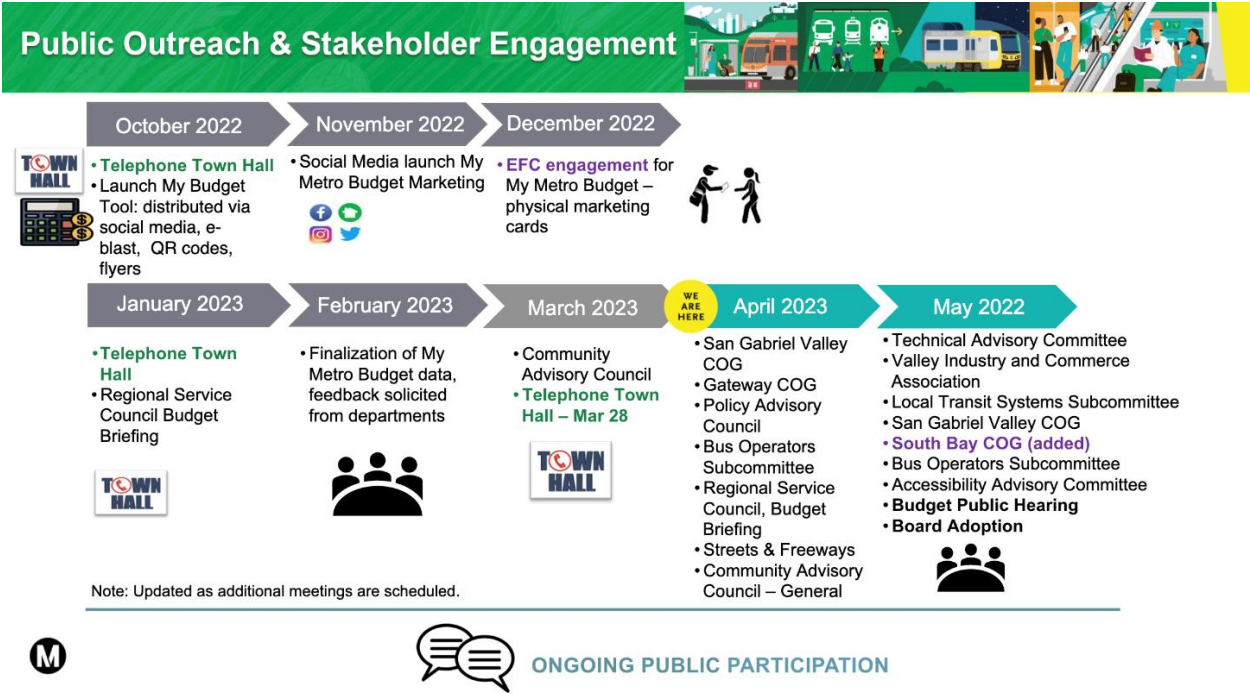 Public Outreach & Stakeholder Engagement
October 2022
November 2022
December 2022
TOWN
HALL
• Telephone Town Hall
• Launch My Budget
Tool: distributed via
social media, e-
blast, QR codes,
flyers
• Social Media launch My
Metro Budget Marketing
• EFC engagement for
My Metro Budget –
physical marketing
cards
January 2023
February 2023
March 2023
WE
ARE
HERE
April 2023
May 2022
• Telephone Town
Hall
• Regional Service
Council Budget
Briefing
TOWN
HALL
• Finalization of My
Metro Budget data,
feedback solicited
from departments
• Community
Advisory Council
• Telephone Town
Hall – Mar 28
TOWN
HALL
• San Gabriel Valley
COG
• Gateway COG
• Policy Advisory
Council
• Bus Operators
Subcommittee
• Regional Service
Council, Budget
Briefing
• Streets & Freeways
• Community Advisory
Council – General
• Technical Advisory Committee
• Valley Industry and Commerce
Association
• Local Transit Systems Subcommittee
• San Gabriel Valley COG
• South Bay COG (added)
• Bus Operators Subcommittee
• Accessibility Advisory Committee
• Budget Public Hearing
• Board Adoption
Note: Updated as additional meetings are scheduled.
M
ONGOING PUBLIC PARTICIPATION